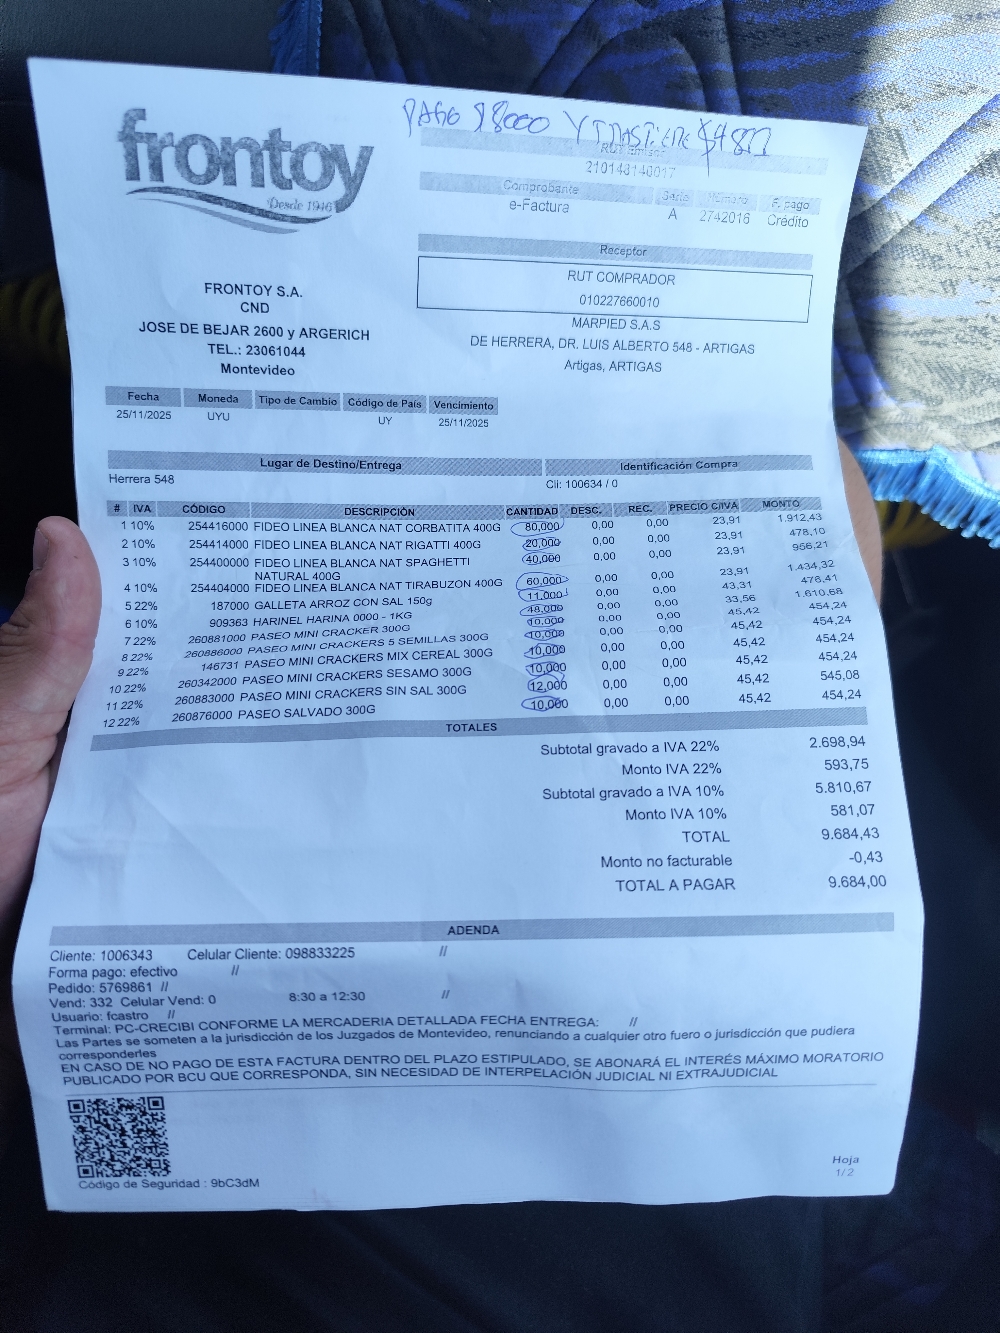 PAGO $8000 Y TRASFIERE $4822
frontoy
Desde 1946
RUT Emisor
210148140017
Comprobante Serie Número F. pago
e-Factura A 2742016 Crédito
Receptor
RUT COMPRADOR
010227660010
MARPIED S.A.S
DE HERRERA, DR. LUIS ALBERTO 548 - ARTIGAS
Artigas, ARTIGAS
FRONTOY S.A.
CND
JOSE DE BEJAR 2600 y ARGERICH
TEL.: 23061044
Montevideo
Fecha Moneda Tipo de Cambio Código de País Vencimiento
25/11/2025 UYU UY 25/11/2025
Lugar de Destino/Entrega Identificación Compra
Herrera 548 Cli: 100634 / 0
# IVA CÓDIGO DESCRIPCIÓN CANTIDAD DESC. REC. PRECIO C/IVA MONTO
1 10% 254416000 FIDEO LINEA BLANCA NAT CORBATITA 400G 80,000 0,00 0,00 23,91 1.912,43
2 10% 254414000 FIDEO LINEA BLANCA NAT RIGATTI 400G 20,000 0,00 0,00 23,91 478,10
3 10% 254400000 FIDEO LINEA BLANCA NAT SPAGHETTI 40,000 0,00 0,00 23,91 956,21
NATURAL 400G
4 10% 254404000 FIDEO LINEA BLANCA NAT TIRABUZON 400G 60,000 0,00 0,00 23,91 1.434,32
5 22% 187000 GALLETA ARROZ CON SAL 150g 11,000 0,00 0,00 43,31 476,41
6 10% 909363 HARINEL HARINA 0000 - 1KG 48,000 0,00 0,00 33,56 1.610,68
7 22% 260881000 PASEO MINI CRACKER 300G 10,000 0,00 0,00 45,42 454,24
8 22% 260886000 PASEO MINI CRACKERS 5 SEMILLAS 300G 10,000 0,00 0,00 45,42 454,24
9 22% 146731 PASEO MINI CRACKERS MIX CEREAL 300G 10,000 0,00 0,00 45,42 454,24
10 22% 260342000 PASEO MINI CRACKERS SESAMO 300G 10,000 0,00 0,00 45,42 454,24
11 22% 260883000 PASEO MINI CRACKERS SIN SAL 300G 12,000 0,00 0,00 45,42 545,08
12 22% 260876000 PASEO SALVADO 300G 10,000 0,00 0,00 45,42 454,24
TOTALES
Subtotal gravado a IVA 22% 2.698,94
Monto IVA 22% 593,75
Subtotal gravado a IVA 10% 5.810,67
Monto IVA 10% 581,07
TOTAL 9.684,43
Monto no facturable -0,43
TOTAL A PAGAR 9.684,00
ADENDA
Cliente: 1006343 Celular Cliente: 098833225 //
Forma pago: efectivo //
Pedido: 5769861 //
Vend: 332 Celular Vend: 0 8:30 a 12:30 //
Usuario: fcastro //
Terminal: PC-CRECIBI CONFORME LA MERCADERIA DETALLADA FECHA ENTREGA: //
Las Partes se someten a la jurisdicción de los Juzgados de Montevideo, renunciando a cualquier otro fuero o jurisdicción que pudiera
corresponderles
EN CASO DE NO PAGO DE ESTA FACTURA DENTRO DEL PLAZO ESTIPULADO, SE ABONARÁ EL INTERÉS MÁXIMO MORATORIO
PUBLICADO POR BCU QUE CORRESPONDA, SIN NECESIDAD DE INTERPELACIÓN JUDICIAL NI EXTRAJUDICIAL
Código de Seguridad : 9bC3dM
Hoja
1/2